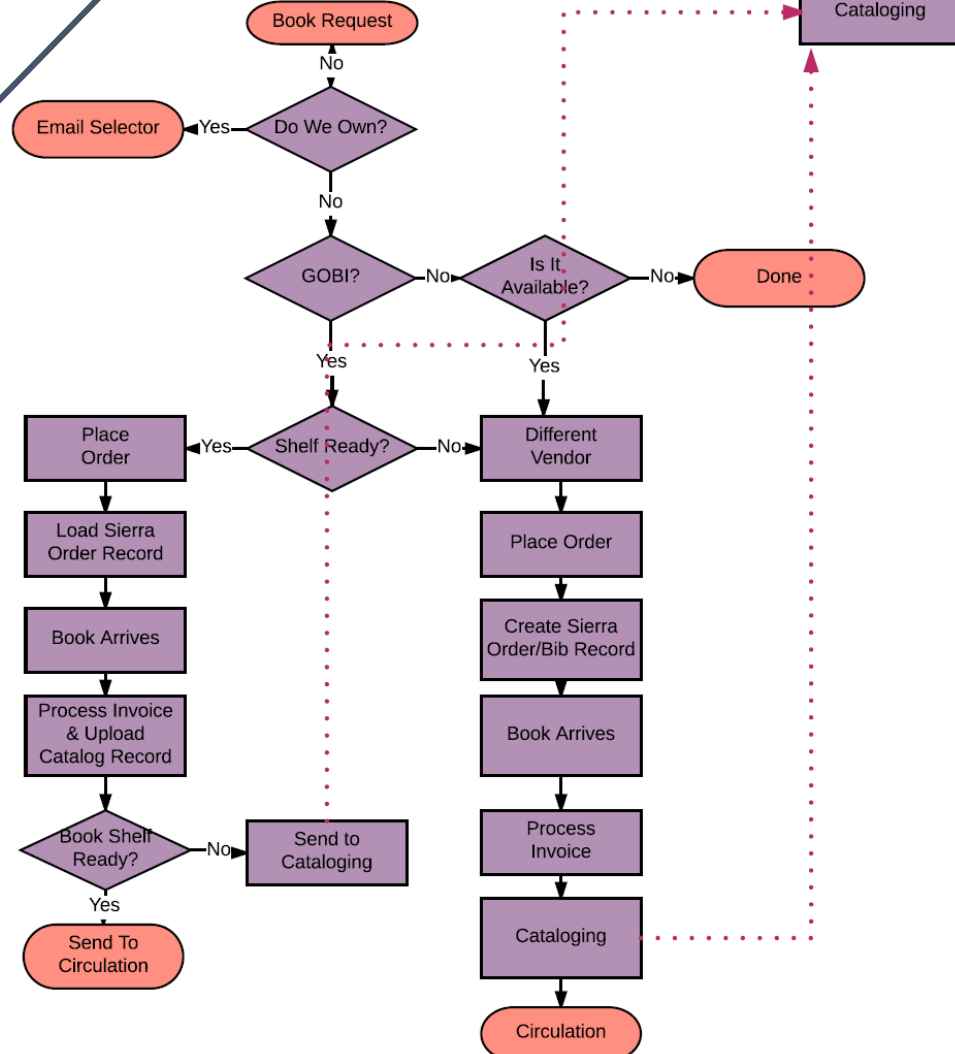 Book Request
Cataloging
No
Email Selector
Yes
Do We Own?
No
GOBI?
No
Is It
Available?
No
Done
Yes
Yes
Place
Order
Yes
Shelf Ready?
No
Different
Vendor
Load Sierra
Order Record
Place Order
Book Arrives
Create Sierra
Order/Bib Record
Process Invoice
& Upload
Catalog Record
Book Arrives
Book Shelf
Ready?
No
Send to
Cataloging
Process
Invoice
Yes
Send To
Circulation
Cataloging
Circulation